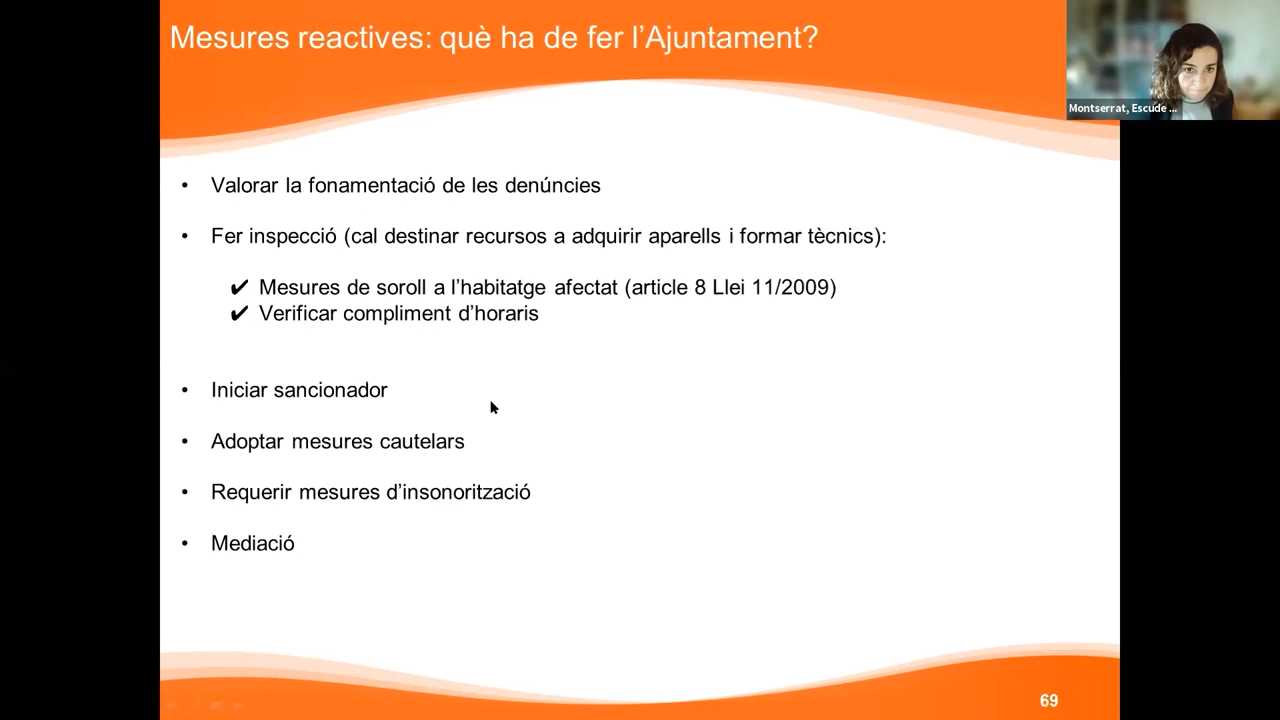 Mesures reactives: què ha de fer l’Ajuntament?
Montserrat, Escude ...
• Valorar la fonamentació de les denúncies
• Fer inspecció (cal destinar recursos a adquirir aparells i formar tècnics):
✔ Mesures de soroll a l’habitatge afectat (article 8 Llei 11/2009)
✔ Verificar compliment d’horaris
• Iniciar sancionador
• Adoptar mesures cautelars
• Requerir mesures d’insonorització
• Mediació
69